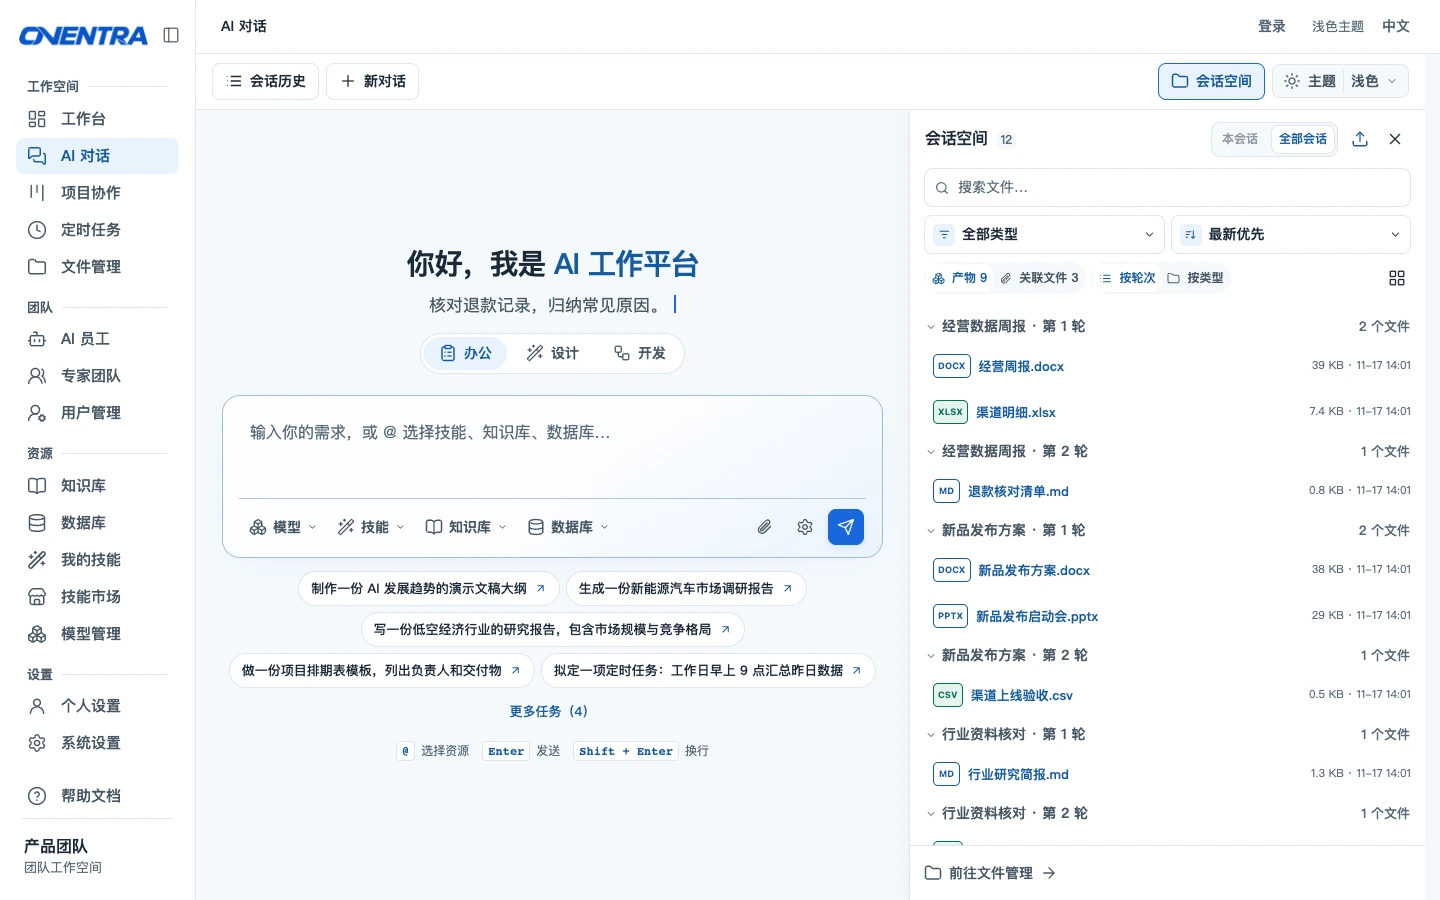 ONENTRA
AI 对话
登录
浅色主题
中文
会话历史
新对话
会话空间
主题
浅色
工作空间
工作台
AI 对话
项目协作
定时任务
文件管理
团队
AI 员工
专家团队
用户管理
资源
知识库
数据库
我的技能
技能市场
模型管理
设置
个人设置
系统设置
帮助文档
产品团队
团队工作空间
你好，我是 AI 工作平台
核对退款记录，归纳常见原因。
办公
设计
开发
输入你的需求，或 @ 选择技能、知识库、数据库...
模型
技能
知识库
数据库
制作一份 AI 发展趋势的演示文稿大纲
生成一份新能源汽车市场调研报告
写一份低空经济行业的研究报告，包含市场规模与竞争格局
做一份项目排期表模板，列出负责人和交付物
拟定一项定时任务：工作日早上 9 点汇总昨日数据
更多任务（4）
@ 选择资源 Enter 发送 Shift + Enter 换行
会话空间 12
本会话
全部会话
搜索文件...
全部类型
最新优先
产物 9
关联文件 3
按轮次
按类型
经营数据周报 · 第 1 轮 2 个文件
DOCX 经营周报.docx 39 KB · 11-17 14:01
XLSX 渠道明细.xlsx 7.4 KB · 11-17 14:01
经营数据周报 · 第 2 轮 1 个文件
MD 退款核对清单.md 0.8 KB · 11-17 14:01
新品发布方案 · 第 1 轮 2 个文件
DOCX 新品发布方案.docx 38 KB · 11-17 14:01
PPTX 新品发布启动会.pptx 29 KB · 11-17 14:01
新品发布方案 · 第 2 轮 1 个文件
CSV 渠道上线验收.csv 0.5 KB · 11-17 14:01
行业资料核对 · 第 1 轮 1 个文件
MD 行业研究简报.md 1.3 KB · 11-17 14:01
行业资料核对 · 第 2 轮 1 个文件
前往文件管理